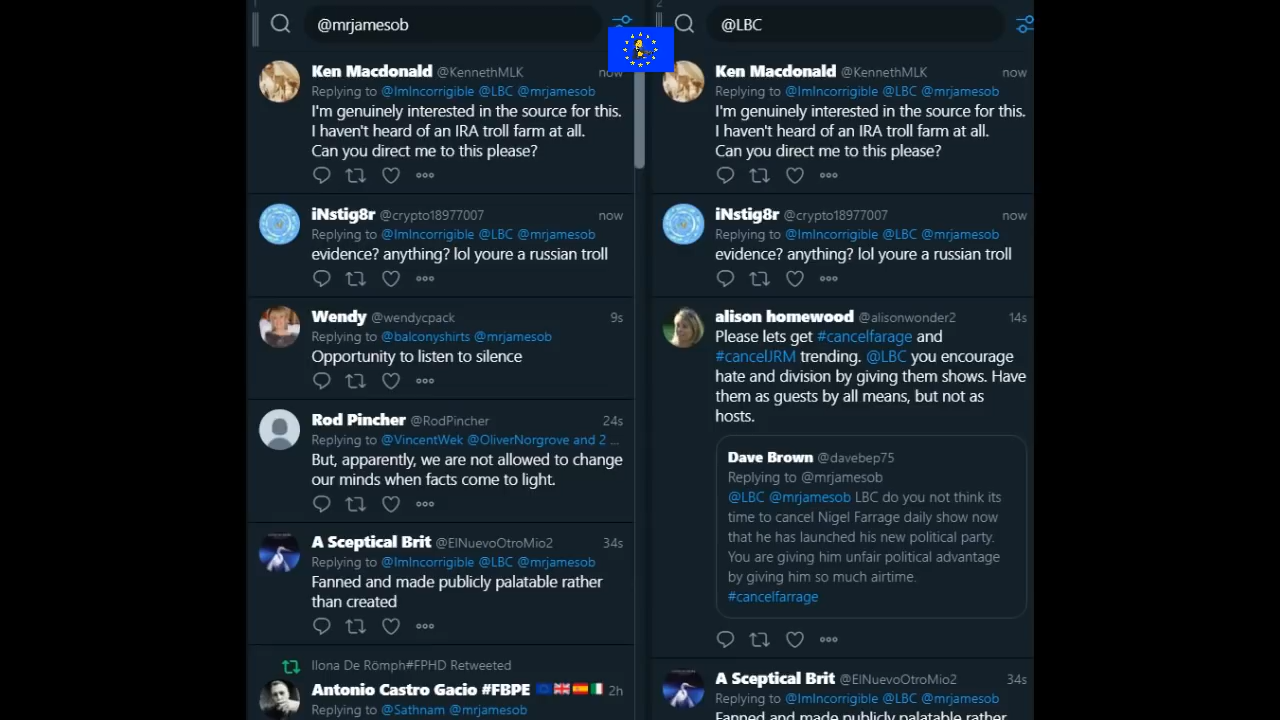 @mrjamesob
Ken Macdonald @KennethMLK now
Replying to @ImIncorrigible @LBC @mrjamesob
I'm genuinely interested in the source for this.
I haven't heard of an IRA troll farm at all.
Can you direct me to this please?
iNstig8r @crypto18977007 now
Replying to @ImIncorrigible @LBC @mrjamesob
evidence? anything? lol youre a russian troll
Wendy @wendycpack 9s
Replying to @balconyshirts @mrjamesob
Opportunity to listen to silence
Rod Pincher @RodPincher 24s
Replying to @VincentWek @OliverNorgrove and 2 ...
But, apparently, we are not allowed to change
our minds when facts come to light.
A Sceptical Brit @ElNuevoOtroMio2 34s
Replying to @ImIncorrigible @LBC @mrjamesob
Fanned and made publicly palatable rather
than created
Ilona De Römph#FPHD Retweeted
Antonio Castro Gacio #FBPE 2h
Replying to @Sathnam @mrjamesob
2
@LBC
Ken Macdonald @KennethMLK now
Replying to @ImIncorrigible @LBC @mrjamesob
I'm genuinely interested in the source for this.
I haven't heard of an IRA troll farm at all.
Can you direct me to this please?
iNstig8r @crypto18977007 now
Replying to @ImIncorrigible @LBC @mrjamesob
evidence? anything? lol youre a russian troll
alison homewood @alisonwonder2 14s
Please lets get #cancelfarage and
#cancelJRM trending. @LBC you encourage
hate and division by giving them shows. Have
them as guests by all means, but not as
hosts.
Dave Brown @davebep75
Replying to @mrjamesob
@LBC @mrjamesob LBC do you not think its
time to cancel Nigel Farrage daily show now
that he has launched his new political party.
You are giving him unfair political advantage
by giving him so much airtime.
#cancelfarrage
A Sceptical Brit @ElNuevoOtroMio2 34s
Replying to @ImIncorrigible @LBC @mrjamesob
Fanned and made publicly palatable rather